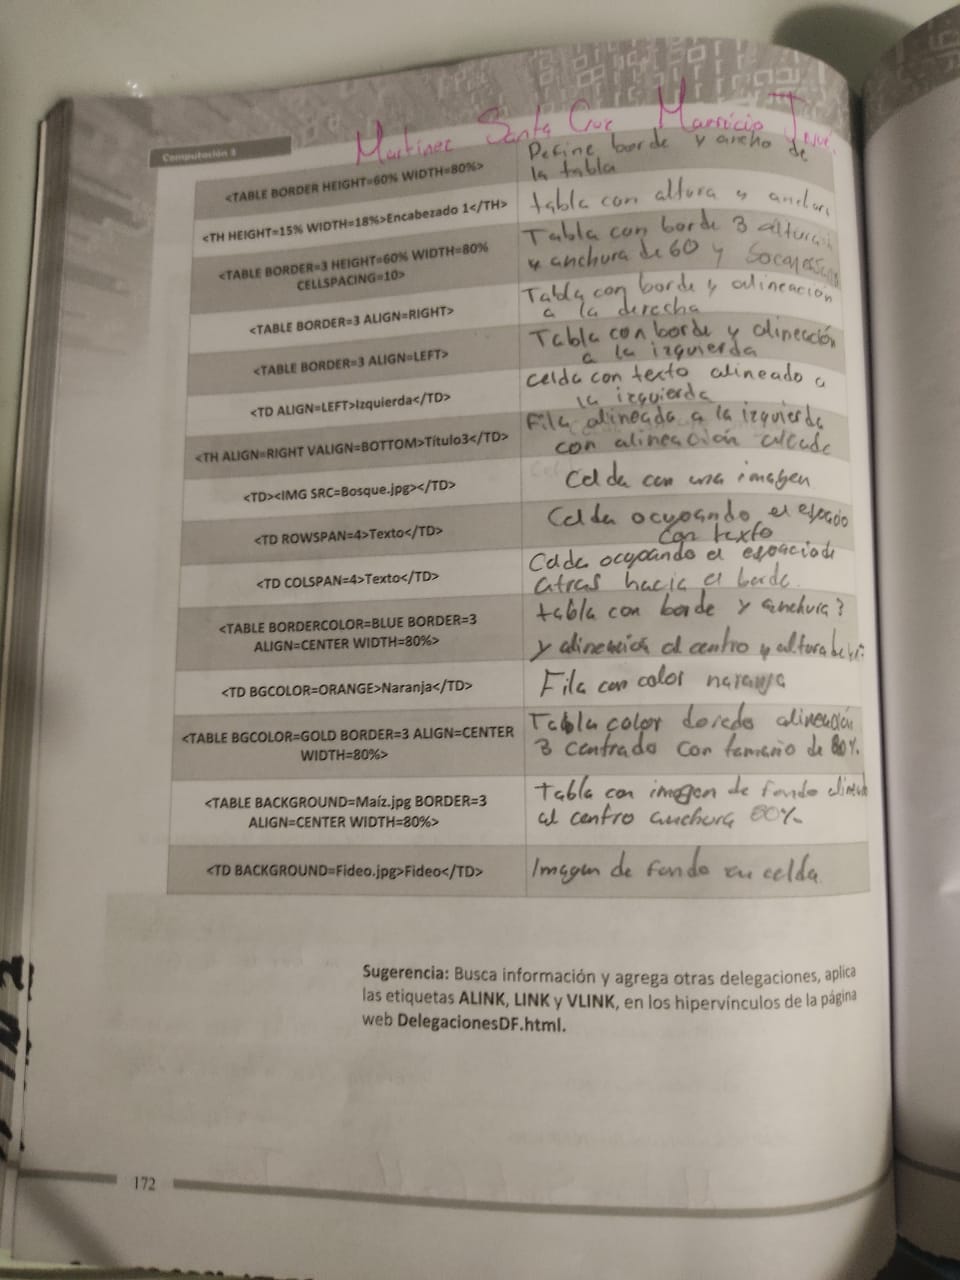 Martinez Santa Cruz Mauricio
Computación 3
<TABLE BORDER HEIGHT=60% WIDTH=80%>
Define borde y ancho de
la tabla
<TH HEIGHT=15% WIDTH=18%>Encabezado 1</TH>
tabla con altura y
<TABLE BORDER=3 HEIGHT=60% WIDTH=80%
CELLSPACING=10>
Tabla con borde 3 altura
y anchura de 60 y
<TABLE BORDER=3 ALIGN=RIGHT>
Tabla con borde y alineación
a la derecha
<TABLE BORDER=3 ALIGN=LEFT>
Tabla con borde y alineación
a la izquierda
<TD ALIGN=LEFT>Izquierda</TD>
celda con texto alineado a
la izquierda
<TH ALIGN=RIGHT VALIGN=BOTTOM>Título3</TD>
Fila alineada a la izquierda
con alineación
<TD><IMG SRC=Bosque.jpg></TD>
Celda con una imagen
<TD ROWSPAN=4>Texto</TD>
Celda ocupando el espacio
con texto
<TD COLSPAN=4>Texto</TD>
Celda ocupando el espacio de
atras hacia el borde.
<TABLE BORDERCOLOR=BLUE BORDER=3
ALIGN=CENTER WIDTH=80%>
tabla con borde y anchura 3
y alineación al centro y altura
<TD BGCOLOR=ORANGE>Naranja</TD>
Fila con color naranja
<TABLE BGCOLOR=GOLD BORDER=3 ALIGN=CENTER
WIDTH=80%>
Tabla color dorado alineación
3 centrado con tamaño de 80%.
<TABLE BACKGROUND=Maíz.jpg BORDER=3
ALIGN=CENTER WIDTH=80%>
Tabla con imagen de fondo
al centro anchura 80%
<TD BACKGROUND=Fideo.jpg>Fideo</TD>
Imagen de fondo en celda
Sugerencia: Busca información y agrega otras delegaciones, aplica
las etiquetas ALINK, LINK y VLINK, en los hipervínculos de la página
web DelegacionesDF.html.
172